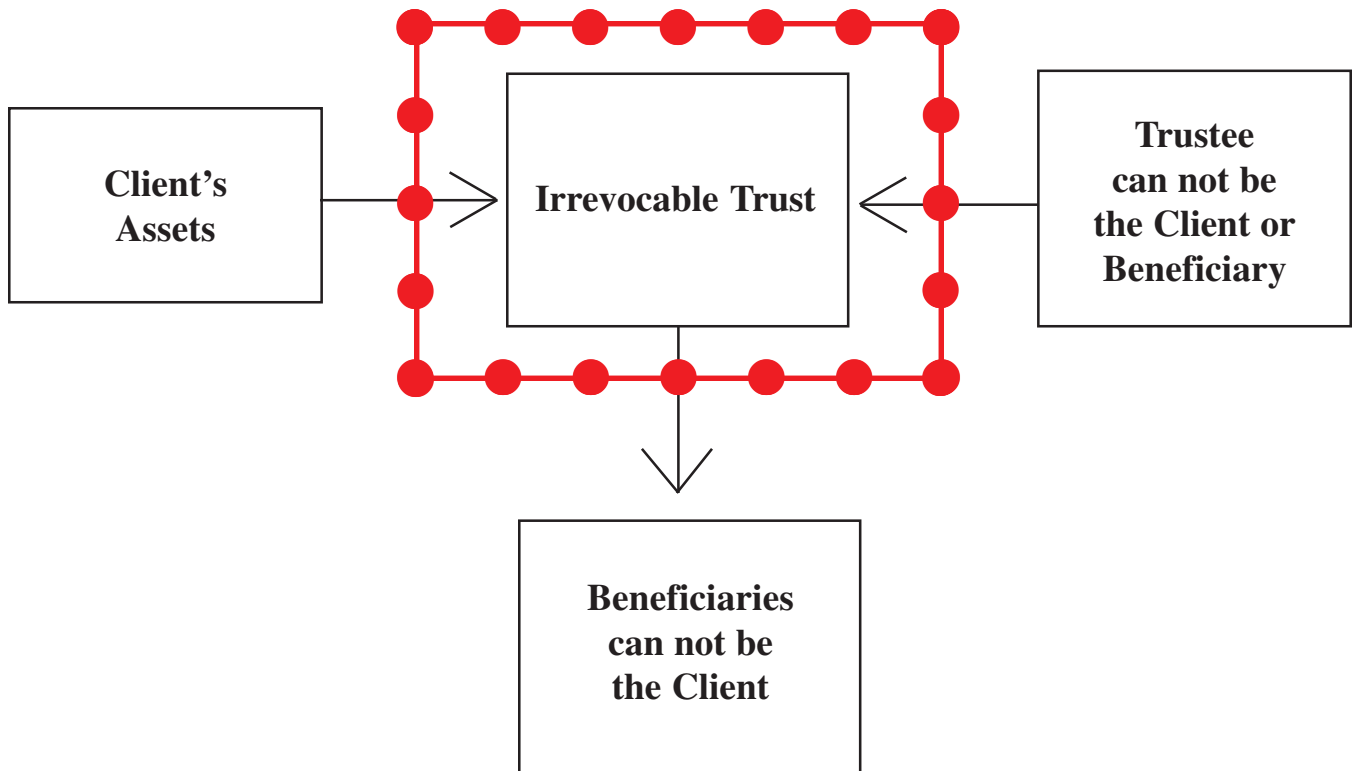 Client's
Assets
Irrevocable Trust
Trustee
can not be
the Client or
Beneficiary
Beneficiaries
can not be
the Client